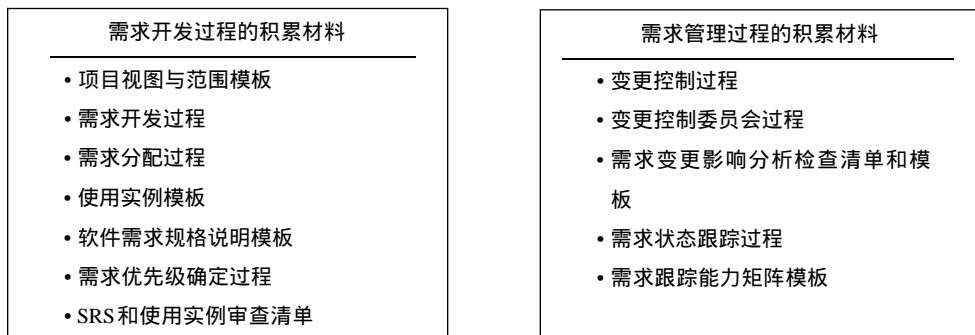 需求开发过程的积累材料
• 项目视图与范围模板
• 需求开发过程
• 需求分配过程
• 使用实例模板
• 软件需求规格说明模板
• 需求优先级确定过程
• SRS和使用实例审查清单
需求管理过程的积累材料
• 变更控制过程
• 变更控制委员会过程
• 需求变更影响分析检查清单和模
板
• 需求状态跟踪过程
• 需求跟踪能力矩阵模板